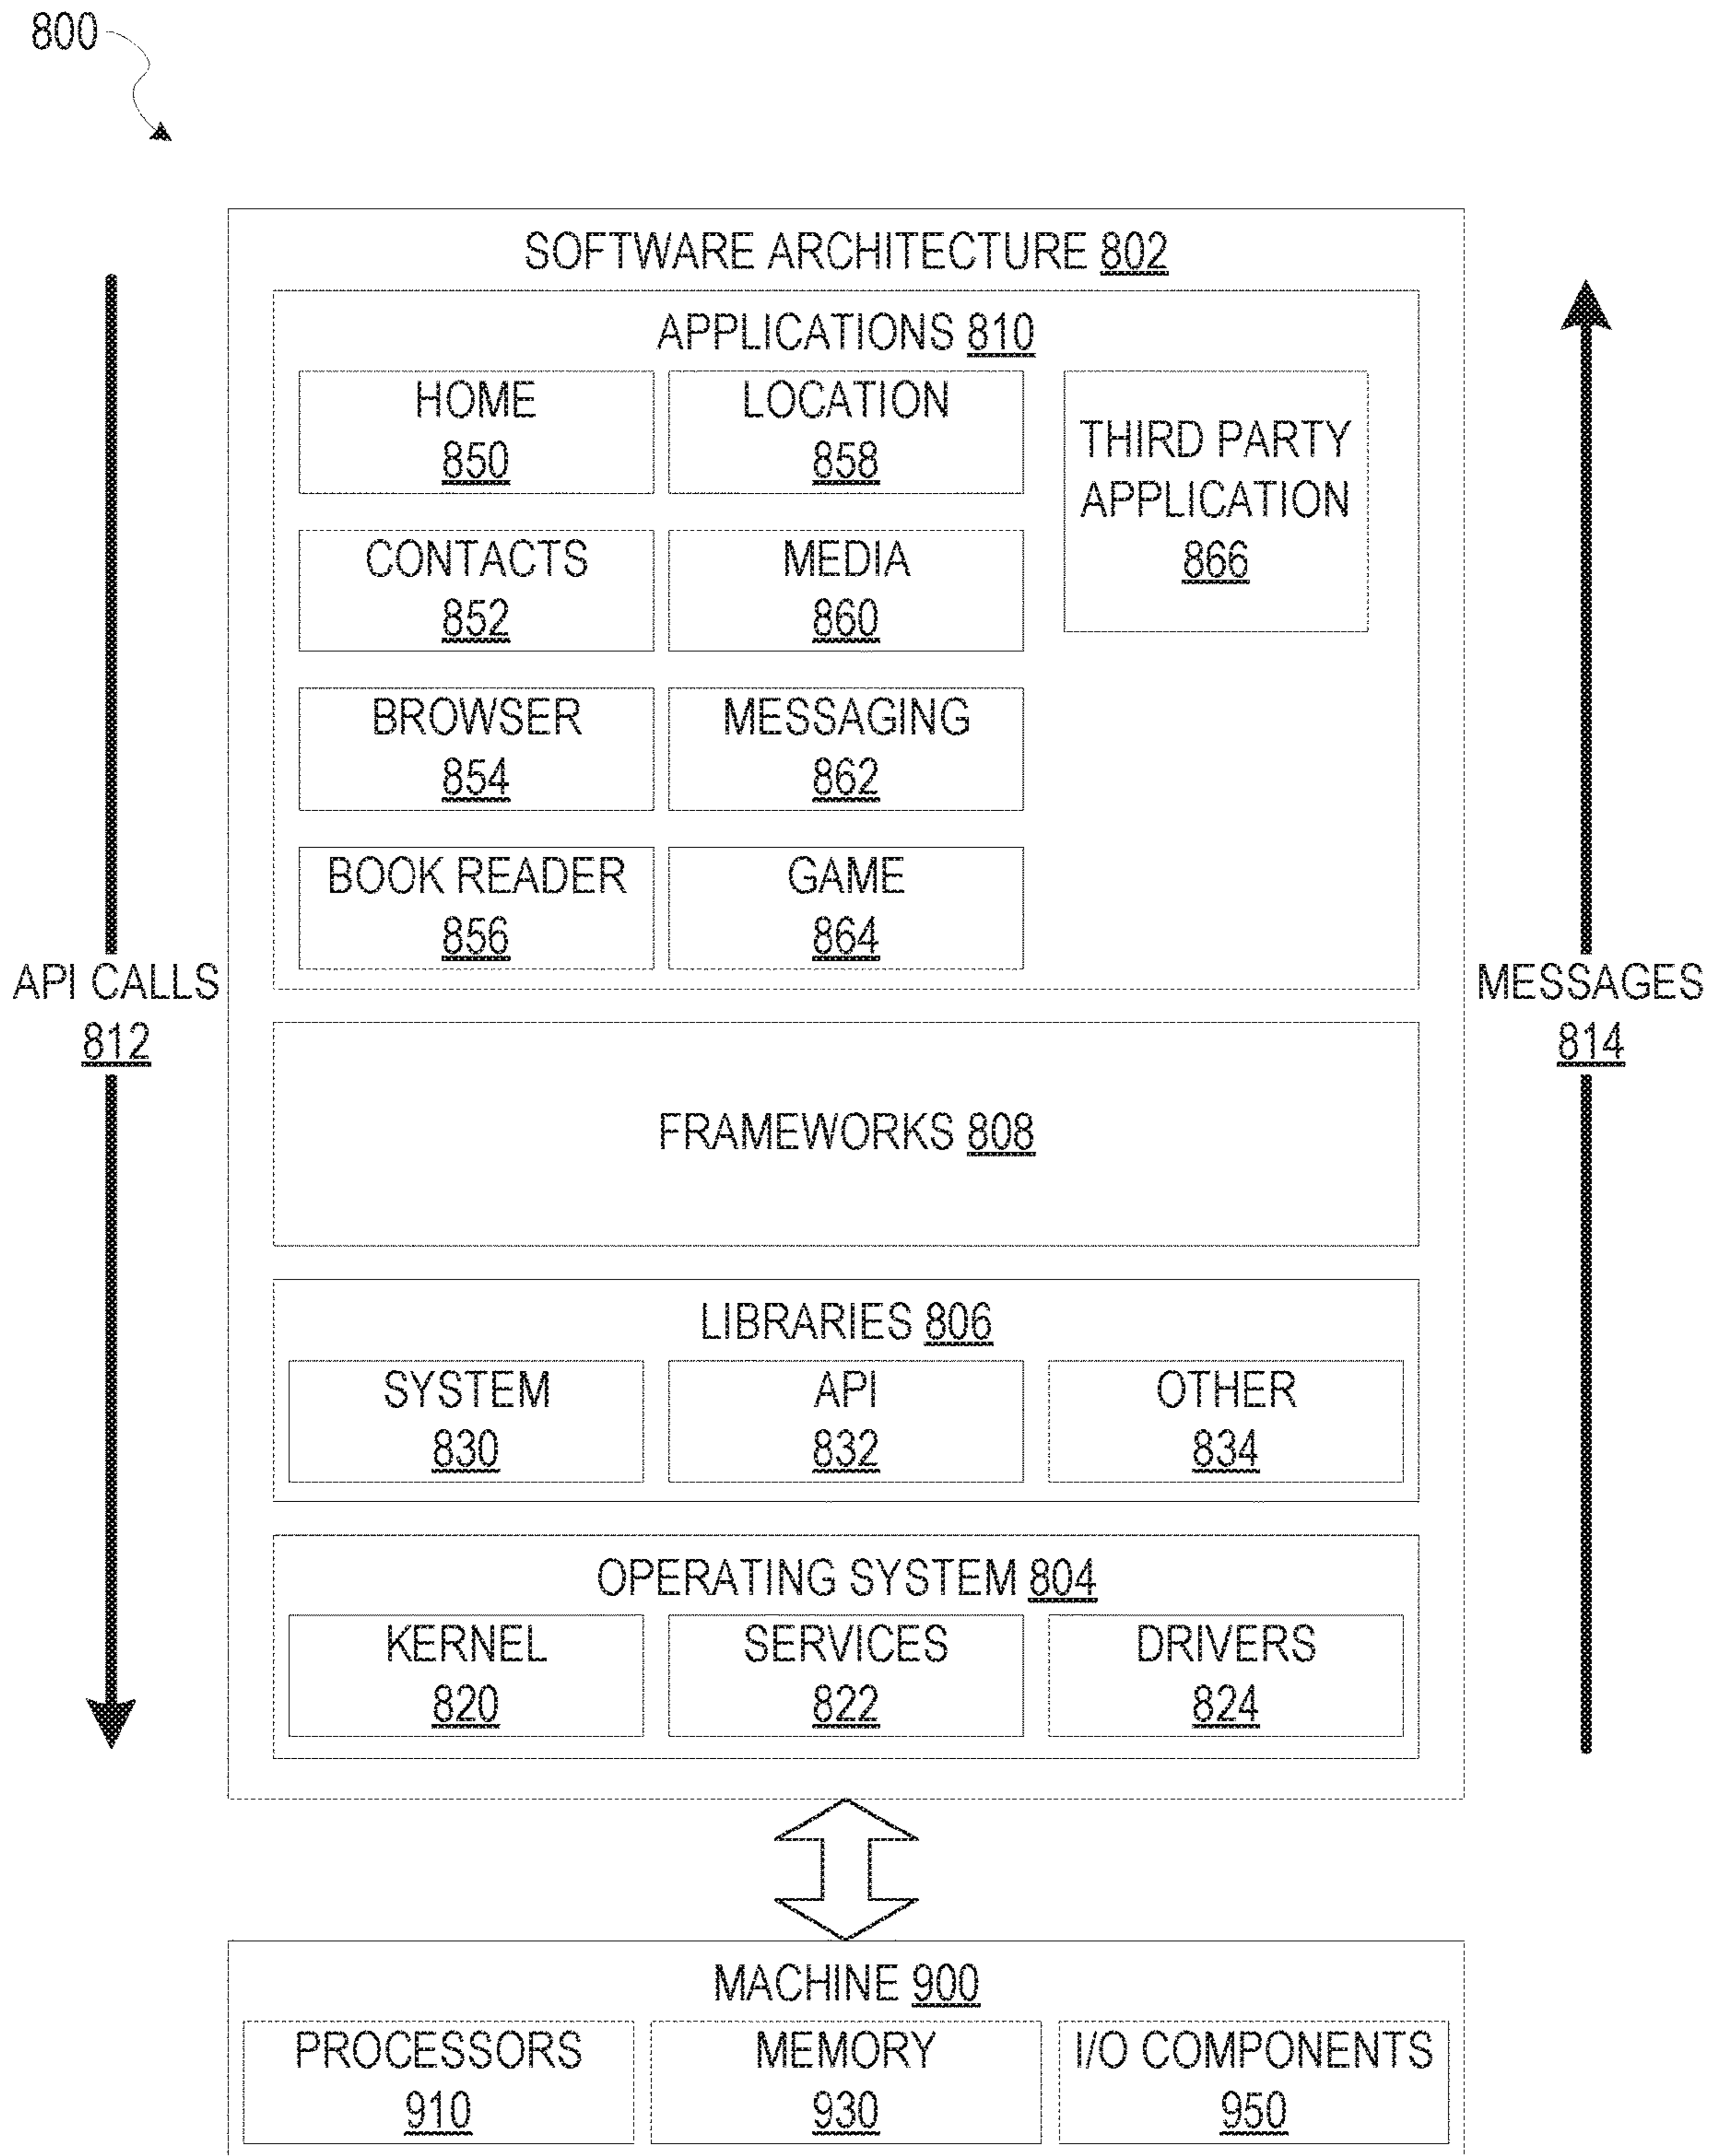 800
SOFTWARE ARCHITECTURE 802
APPLICATIONS 810
HOME
850
LOCATION
858
THIRD PARTY
APPLICATION
866
CONTACTS
852
MEDIA
860
BROWSER
854
MESSAGING
862
BOOK READER
856
GAME
864
API CALLS
812
MESSAGES
814
FRAMEWORKS 808
LIBRARIES 806
SYSTEM
830
API
832
OTHER
834
OPERATING SYSTEM 804
KERNEL
820
SERVICES
822
DRIVERS
824
MACHINE 900
PROCESSORS
910
MEMORY
930
I/O COMPONENTS
950